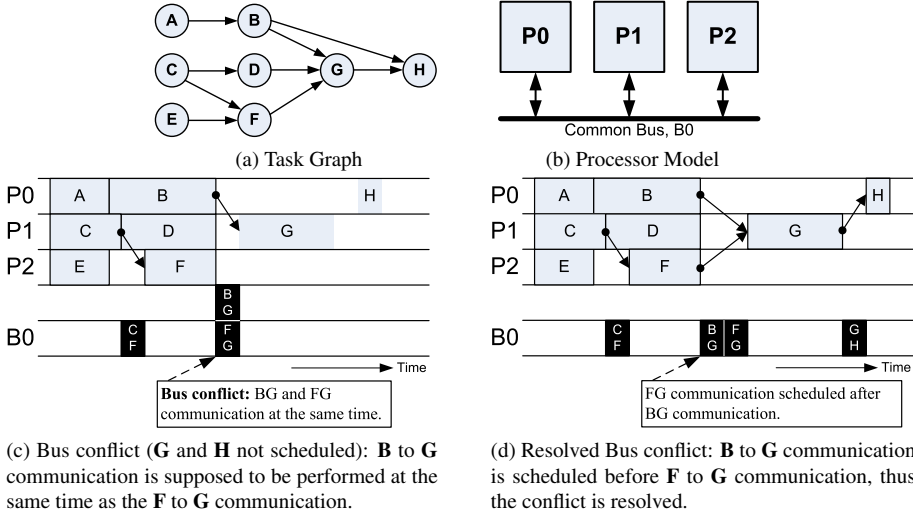 A B
C D G H
E F
(a) Task Graph
P0 P1 P2
Common Bus, B0
(b) Processor Model
P0 A B H
P1 C D G
P2 E F
B
G
B0 C
F
F
G
Time
Bus conflict: BG and FG
communication at the same time.
(c) Bus conflict (G and H not scheduled): B to G
communication is supposed to be performed at the
same time as the F to G communication.
P0 A B H
P1 C D G
P2 E F
B0 C
F
B
G
F
G
G
H
Time
FG communication scheduled after
BG communication.
(d) Resolved Bus conflict: B to G communication
is scheduled before F to G communication, thus
the conflict is resolved.